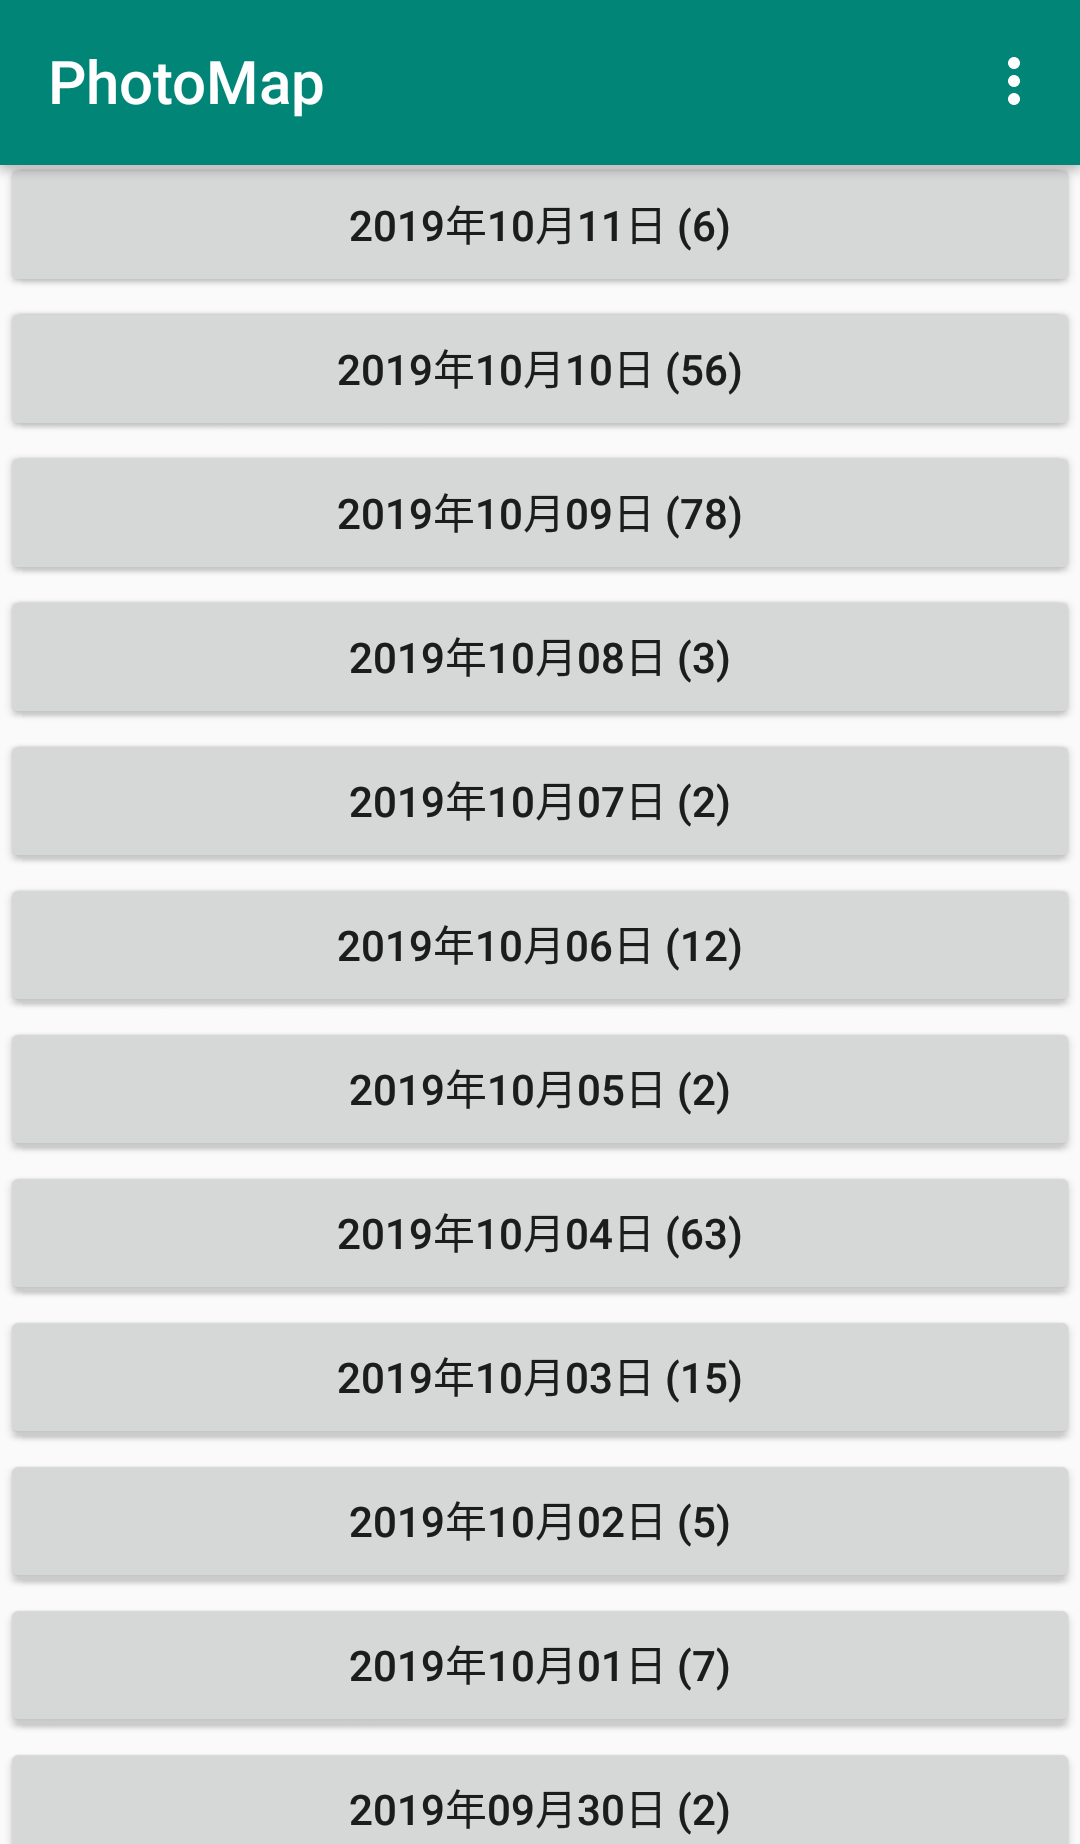 PhotoMap
2019年10月11日 (6)
2019年10月10日 (56)
2019年10月09日 (78)
2019年10月08日 (3)
2019年10月07日 (2)
2019年10月06日 (12)
2019年10月05日 (2)
2019年10月04日 (63)
2019年10月03日 (15)
2019年10月02日 (5)
2019年10月01日 (7)
2019年09月30日 (2)